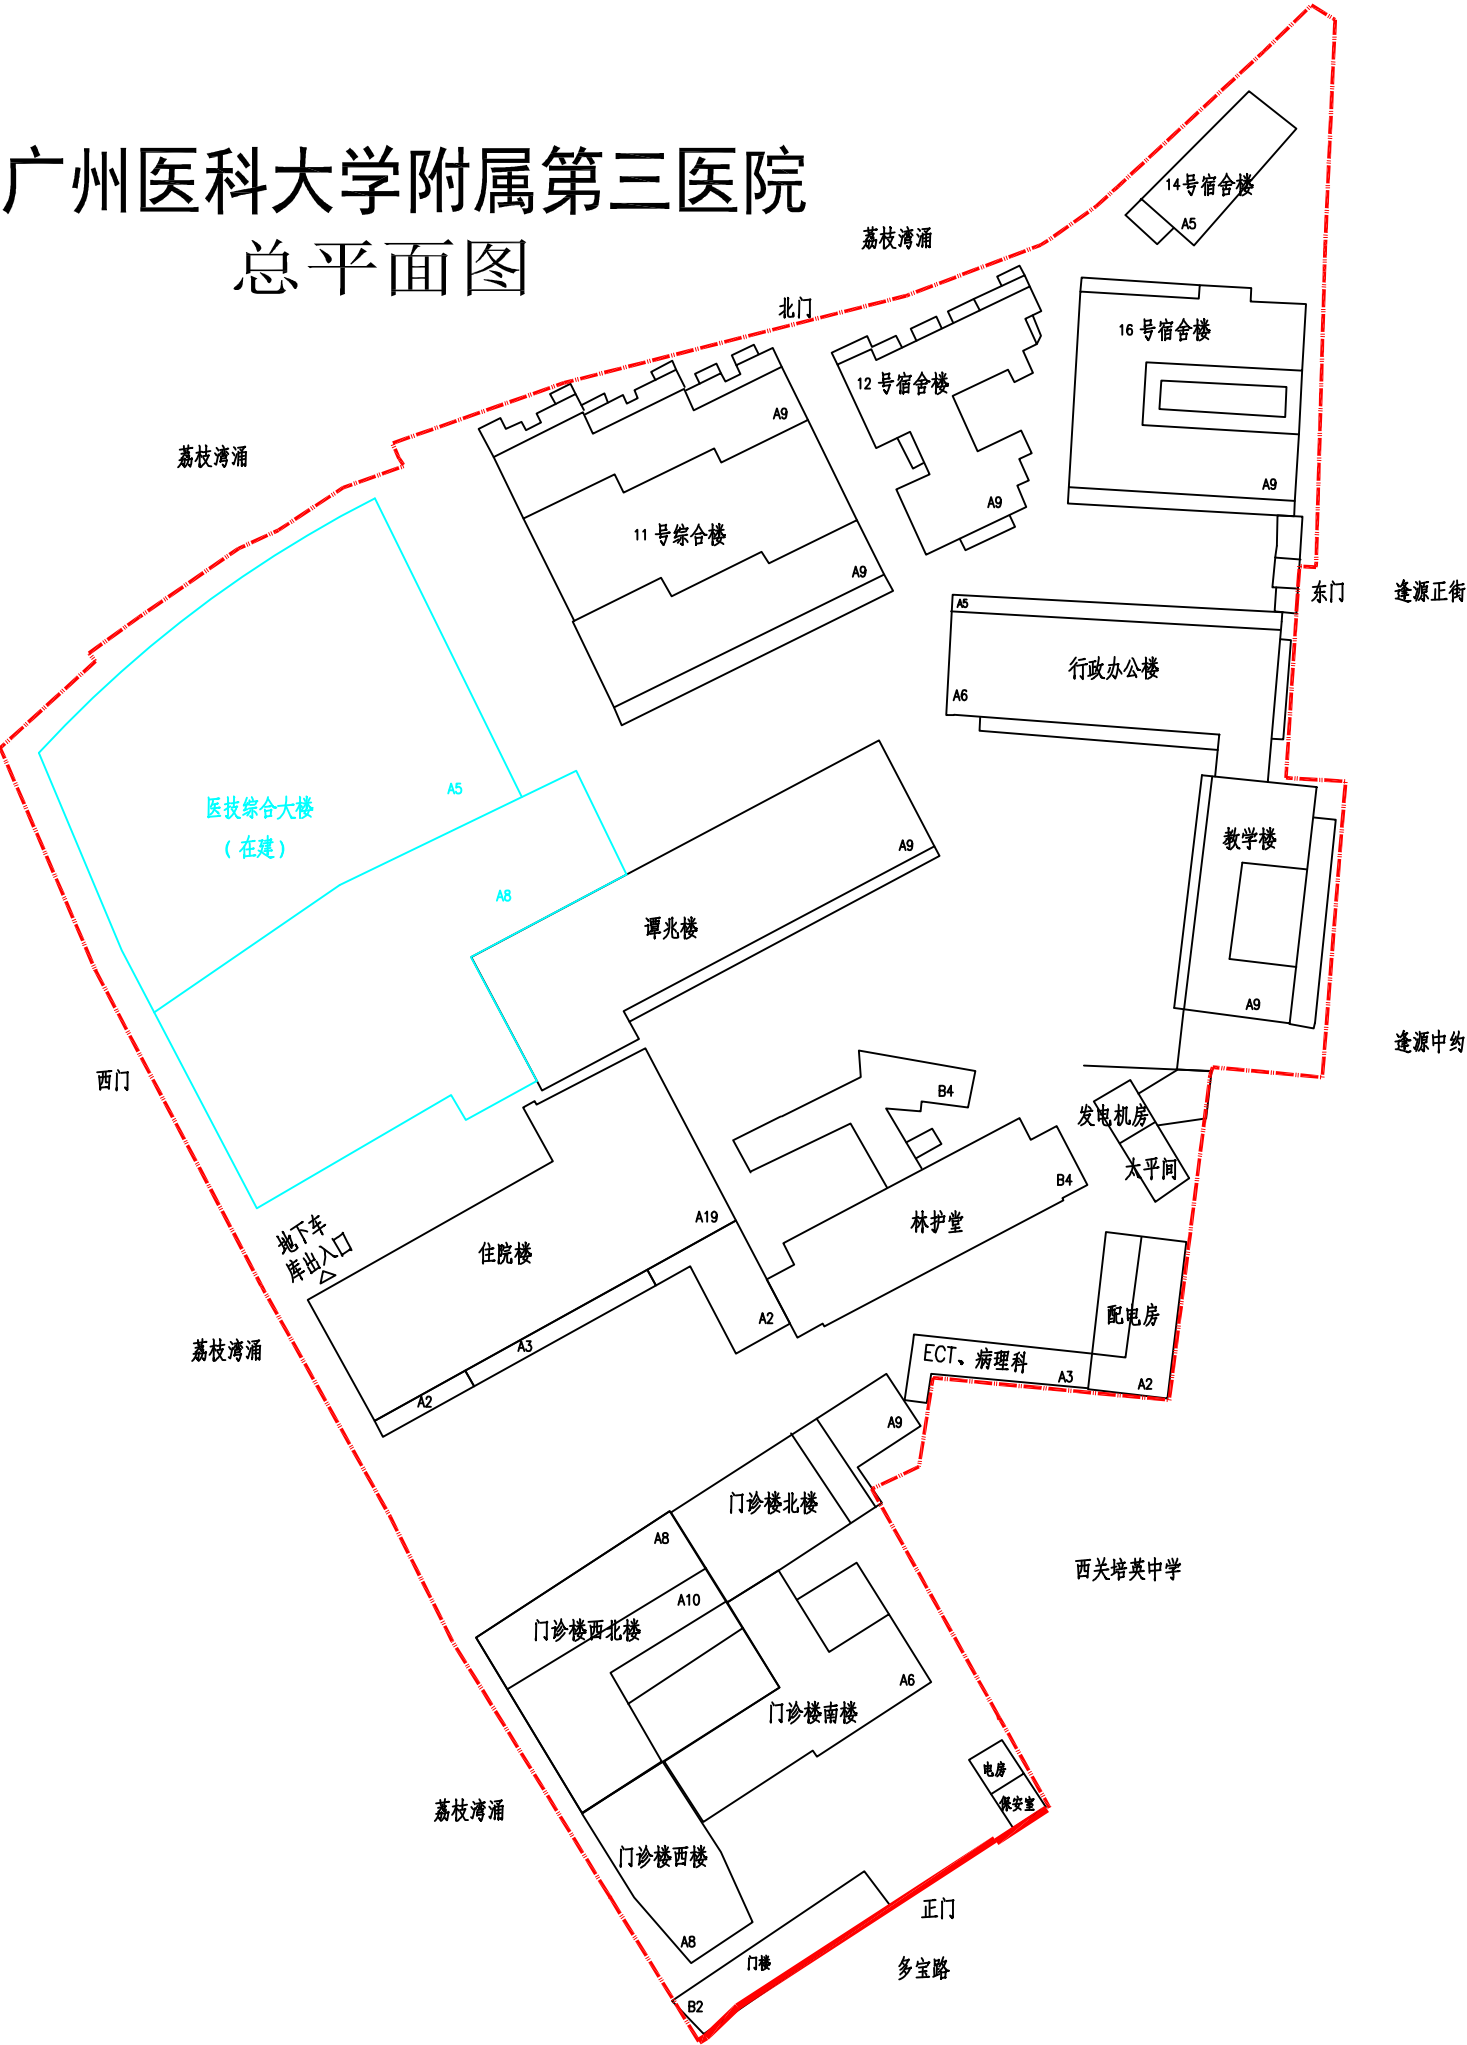 广州医科大学附属第三医院
总平面图
14号宿舍楼
A5
荔枝湾涌
北门
16 号宿舍楼
12 号宿舍楼
A9
荔枝湾涌
A9
A9
11 号综合楼
A9
东门
逢源正街
A5
行政办公楼
A6
医技综合大楼
（在建）
A5
教学楼
A9
A8
谭兆楼
A9
逢源中约
西门
B4
发电机房
太平间
B4
A19
林护堂
地下车
库出入口
住院楼
配电房
A2
A3
荔枝湾涌
ECT、病理科
A3
A2
A2
A9
门诊楼北楼
A8
西关培英中学
A10
门诊楼西北楼
A6
门诊楼南楼
电房
保安室
荔枝湾涌
门诊楼西楼
正门
A8
门楼
多宝路
B2